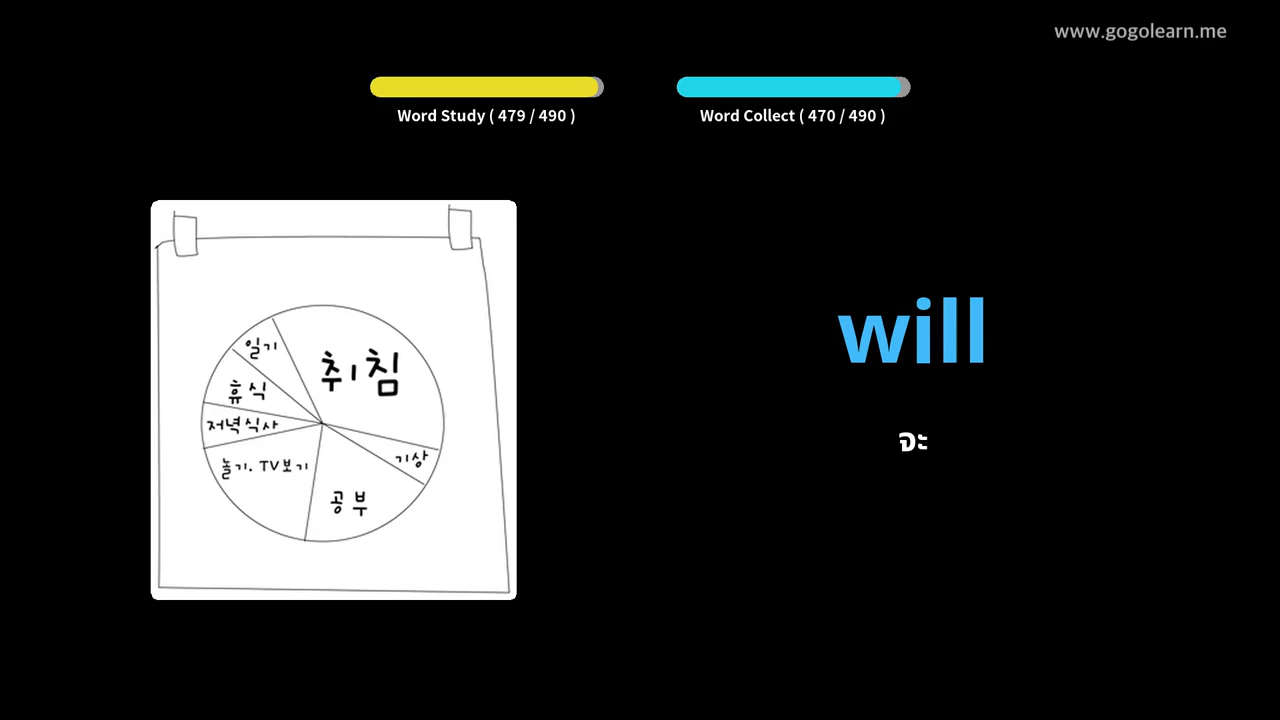 www.gogolearn.me
Word Study ( 479 / 490 )
Word Collect ( 470 / 490 )
일기
취침
휴식
저녁식사
놀기. TV보기
기상
공부
will
จะ